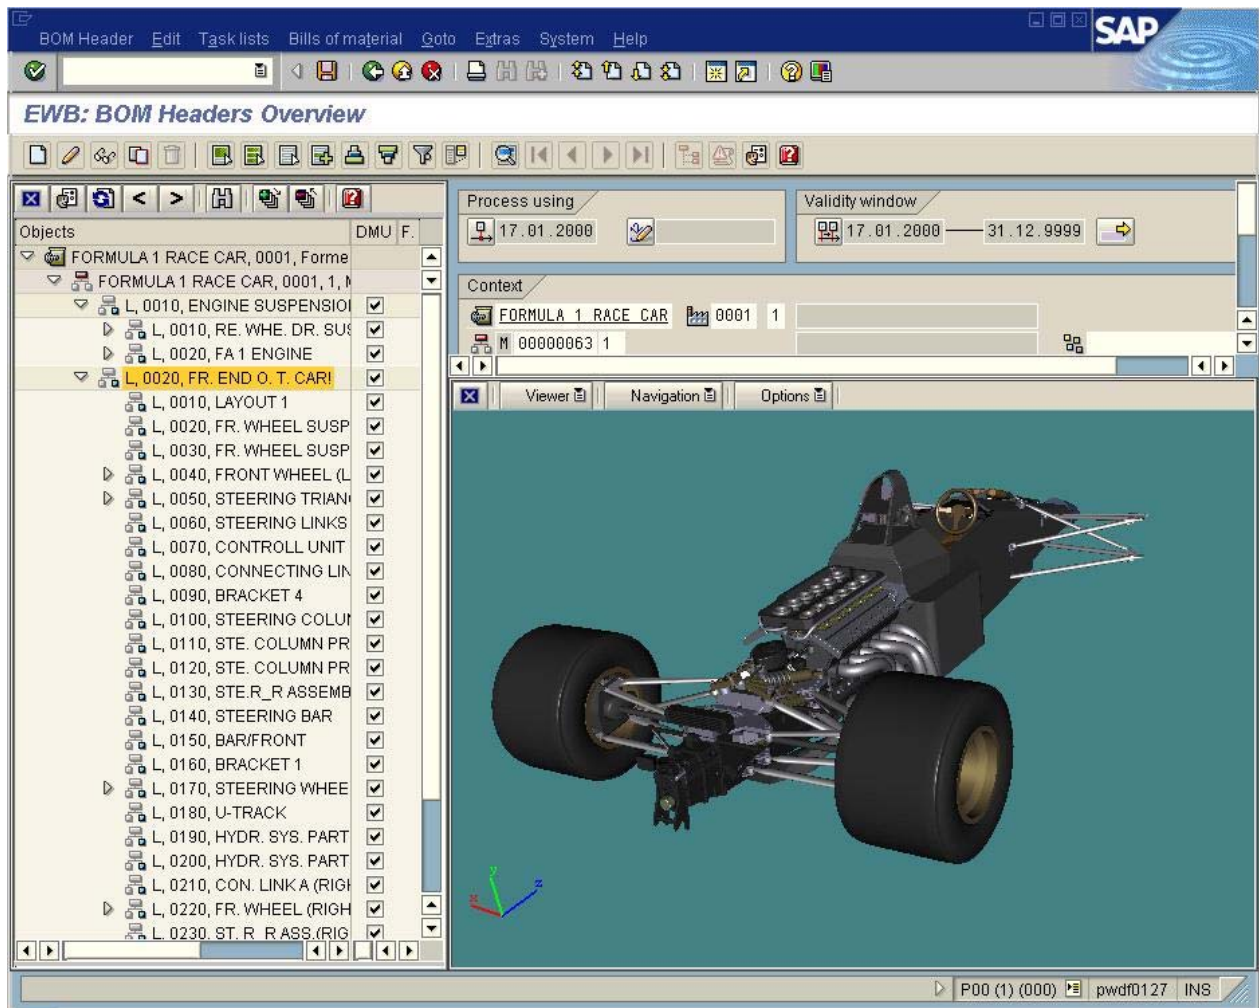 BOM Header Edit Task lists Bills of material Goto Extras System Help
SAP
EWB: BOM Headers Overview
Objects DMU F.
FORMULA 1 RACE CAR, 0001, Forme
FORMULA 1 RACE CAR, 0001, 1,
L, 0010, ENGINE SUSPENSIO
L, 0010, RE. WHE. DR. SUS
L, 0020, FA 1 ENGINE
L, 0020, FR. END O. T. CAR!
L, 0010, LAYOUT 1
L, 0020, FR. WHEEL SUSP
L, 0030, FR. WHEEL SUSP
L, 0040, FRONT WHEEL (L
L, 0050, STEERING TRIAN
L, 0060, STEERING LINKS
L, 0070, CONTROLL UNIT
L, 0080, CONNECTING LIN
L, 0090, BRACKET 4
L, 0100, STEERING COLU
L, 0110, STE. COLUMN PR
L, 0120, STE. COLUMN PR
L, 0130, STE.R_R ASSEMB
L, 0140, STEERING BAR
L, 0150, BAR/FRONT
L, 0160, BRACKET 1
L, 0170, STEERING WHEE
L, 0180, U-TRACK
L, 0190, HYDR. SYS. PART
L, 0200, HYDR. SYS. PART
L, 0210, CON. LINK A (RIGH
L, 0220, FR. WHEEL (RIGH
L, 0230, ST. R_R ASS.(RIG
Process using
17.01.2000
Validity window
17.01.2000 31.12.9999
Context
FORMULA 1 RACE CAR 0001 1
M 00000063 1
Viewer Navigation Options
y
z
x
P00 (1) (000) pwdf0127 INS